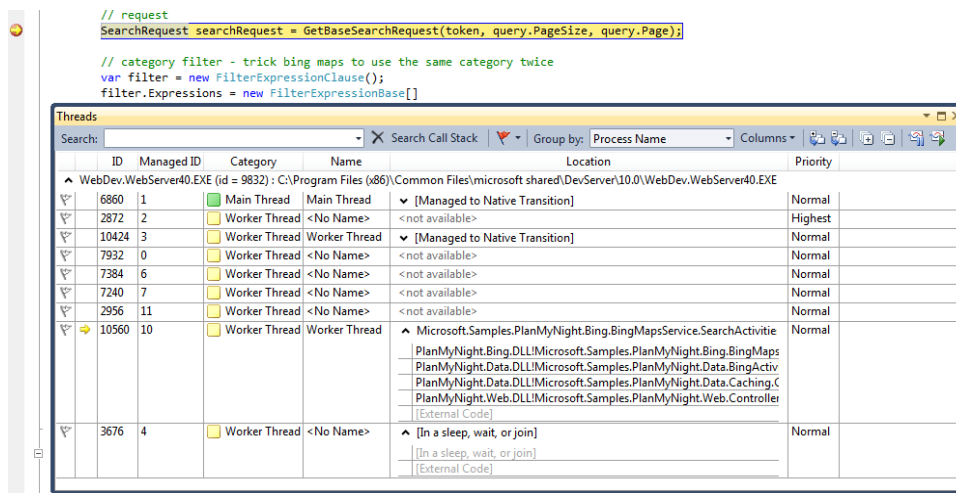 // request
SearchRequest searchRequest = GetBaseSearchRequest(token, query.PageSize, query.Page);
// category filter - trick bing maps to use the same category twice
var filter = new FilterExpressionClause();
filter.Expressions = new FilterExpressionBase[]
Threads
Search: Search Call Stack Group by: Process Name Columns
ID Managed ID Category Name Location Priority
WebDev.WebServer40.EXE (id = 9832) : C:\Program Files (x86)\Common Files\microsoft shared\DevServer\10.0\WebDev.WebServer40.EXE
6860 1 Main Thread Main Thread [Managed to Native Transition] Normal
2872 2 Worker Thread <No Name> <not available> Highest
10424 3 Worker Thread Worker Thread [Managed to Native Transition] Normal
7932 0 Worker Thread <No Name> <not available> Normal
7384 6 Worker Thread <No Name> <not available> Normal
7240 7 Worker Thread <No Name> <not available> Normal
2956 11 Worker Thread <No Name> <not available> Normal
10560 10 Worker Thread Worker Thread Microsoft.Samples.PlanMyNight.Bing.BingMapsService.SearchActivitie Normal
PlanMyNight.Bing.DLL!Microsoft.Samples.PlanMyNight.Bing.BingMaps
PlanMyNight.Data.DLL!Microsoft.Samples.PlanMyNight.Data.BingActiv
PlanMyNight.Data.DLL!Microsoft.Samples.PlanMyNight.Data.Caching.C
PlanMyNight.Web.DLL!Microsoft.Samples.PlanMyNight.Web.Controller
[External Code]
3676 4 Worker Thread <No Name> [In a sleep, wait, or join] Normal
[In a sleep, wait, or join]
[External Code]